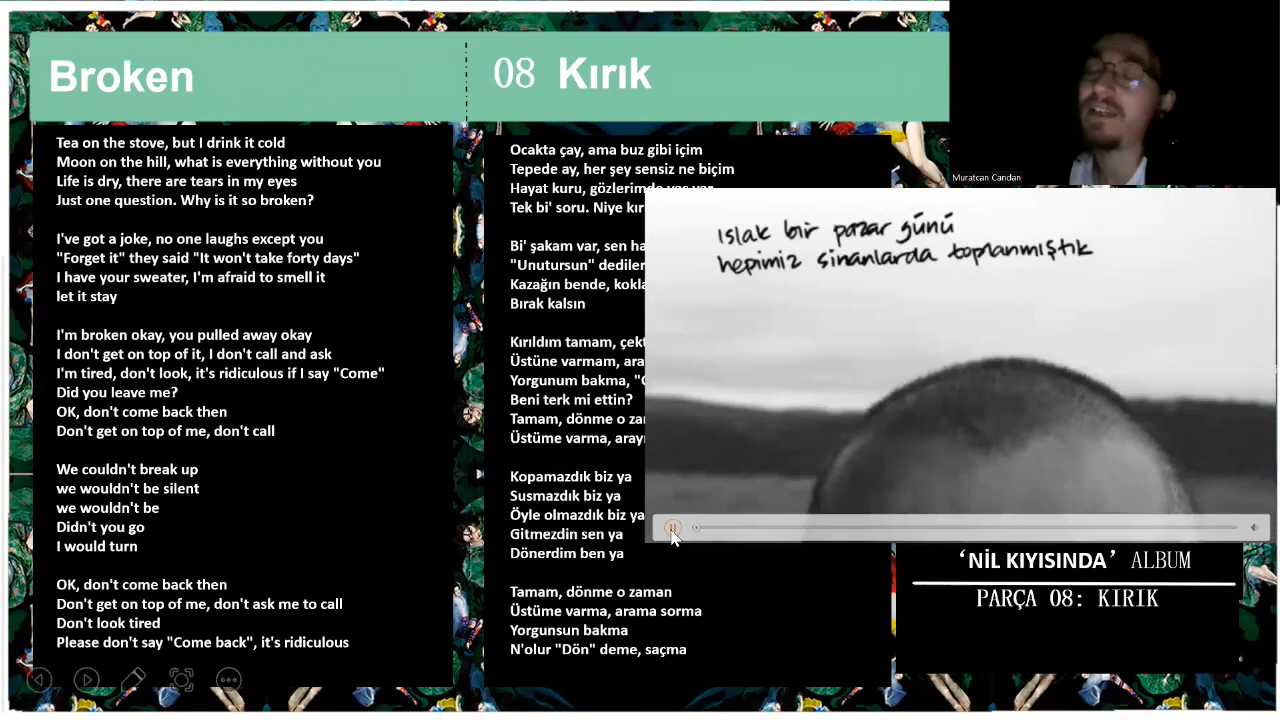 Broken
08 Kırık
Tea on the stove, but I drink it cold
Moon on the hill, what is everything without you
Life is dry, there are tears in my eyes
Just one question. Why is it so broken?
I've got a joke, no one laughs except you
"Forget it" they said "It won't take forty days"
I have your sweater, I'm afraid to smell it
let it stay
I'm broken okay, you pulled away okay
I don't get on top of it, I don't call and ask
I'm tired, don't look, it's ridiculous if I say "Come"
Did you leave me?
OK, don't come back then
Don't get on top of me, don't call
We couldn't break up
we wouldn't be silent
we wouldn't be
Didn't you go
I would turn
OK, don't come back then
Don't get on top of me, don't ask me to call
Don't look tired
Please don't say "Come back", it's ridiculous
Ocakta çay, ama buz gibi içim
Tepede ay, her şey sensiz ne biçim
Hayat kuru, gözlerimde
Tek bi' soru. Niye
Bi' şakam var, sen
"Unutursun" dediler
Kazağın bende,
Bırak kalsın
Kırıldım tamam,
Üstüne varmam,
Yorgunum bakma,
Beni terk mi ettin?
Tamam, dönme o
Üstüme varma,
Kopamazdık biz ya
Susmazdık biz ya
Öyle olmazdık biz ya
Gitmezdin sen ya
Dönerdim ben ya
Tamam, dönme o zaman
Üstüme varma, arama sorma
Yorgunsun bakma
N'olur "Dön" deme, saçma
Muratcan Candan
ıslak bir pazar günü
hepimiz sinanlarda toplanmıştık
‘NİL KIYISINDA’ ALBUM
PARÇA 08: KIRIK